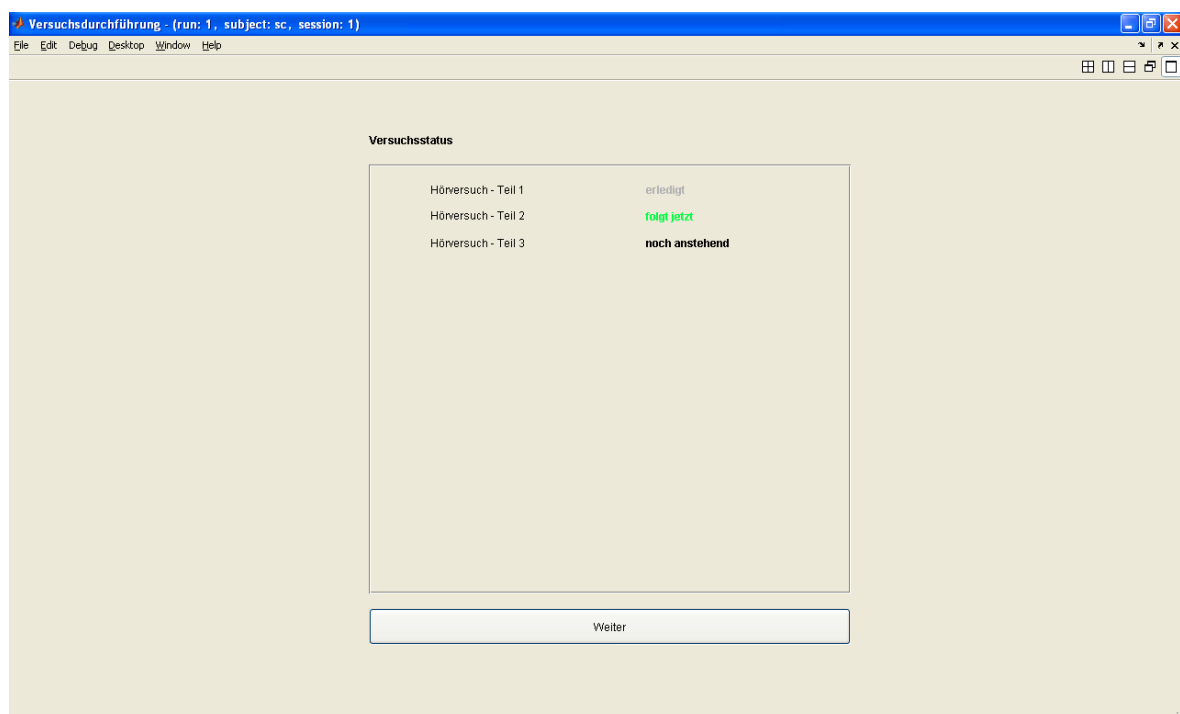 Versuchsdurchführung - (run: 1, subject: sc, session: 1)
File Edit Debug Desktop Window Help
Versuchsstatus
Hörversuch - Teil 1 erledigt
Hörversuch - Teil 2 folgt jetzt
Hörversuch - Teil 3 noch anstehend
Weiter